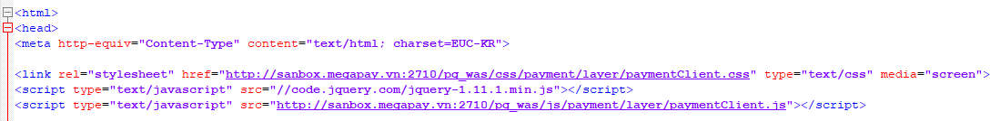 <html>
<head>
<meta http-equiv="Content-Type" content="text/html; charset=EUC-KR">
<link rel="stylesheet" href="http://sanbox.megapay.vn:2710/pg_was/css/payment/layer/paymentClient.css" type="text/css" media="screen">
<script type="text/javascript" src="//code.jquery.com/jquery-1.11.1.min.js"></script>
<script type="text/javascript" src="http://sanbox.megapay.vn:2710/pg_was/js/payment/layer/paymentClient.js"></script>